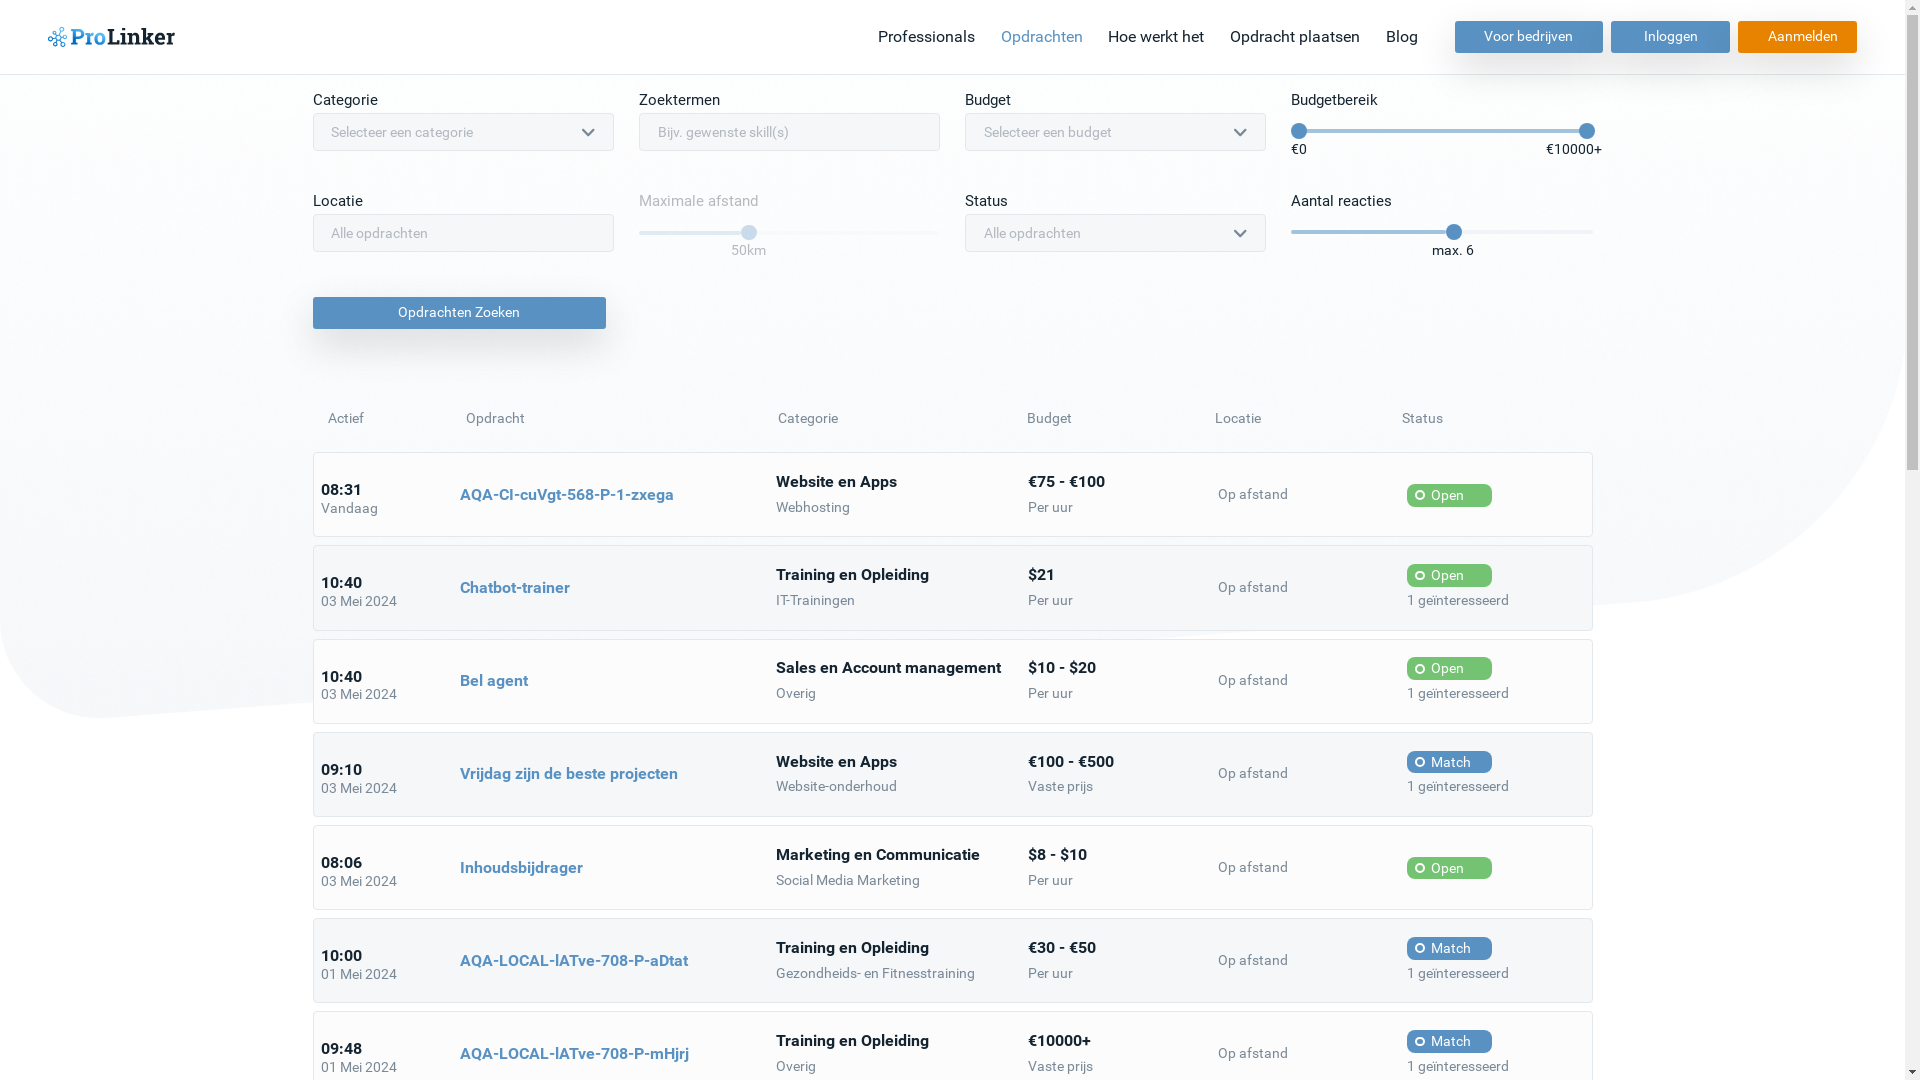 ProLinker
Professionals Opdrachten Hoe werkt het Opdracht plaatsen Blog Voor bedrijven Inloggen Aanmelden
Categorie Zoektermen Budget Budgetbereik
Selecteer een categorie Bijv. gewenste skill(s) Selecteer een budget
€0 €10000+
Locatie Maximale afstand Status Aantal reacties
Alle opdrachten Alle opdrachten
50km max. 6
Opdrachten Zoeken
Actief Opdracht Categorie Budget Locatie Status
08:31 AQA-CI-cuVgt-568-P-1-zxega Website en Apps €75 - €100 Op afstand Open
Vandaag Webhosting Per uur
10:40 Chatbot-trainer Training en Opleiding $21 Op afstand Open
03 Mei 2024 IT-Trainingen Per uur 1 geïnteresseerd
10:40 Bel agent Sales en Account management $10 - $20 Op afstand Open
03 Mei 2024 Overig Per uur 1 geïnteresseerd
09:10 Vrijdag zijn de beste projecten Website en Apps €100 - €500 Op afstand Match
03 Mei 2024 Website-onderhoud Vaste prijs 1 geïnteresseerd
08:06 Inhoudsbijdrager Marketing en Communicatie $8 - $10 Op afstand Open
03 Mei 2024 Social Media Marketing Per uur
10:00 AQA-LOCAL-lATve-708-P-aDtat Training en Opleiding €30 - €50 Op afstand Match
01 Mei 2024 Gezondheids- en Fitnesstraining Per uur 1 geïnteresseerd
09:48 AQA-LOCAL-lATve-708-P-mHjrj Training en Opleiding €10000+ Op afstand Match
01 Mei 2024 Overig Vaste prijs 1 geïnteresseerd